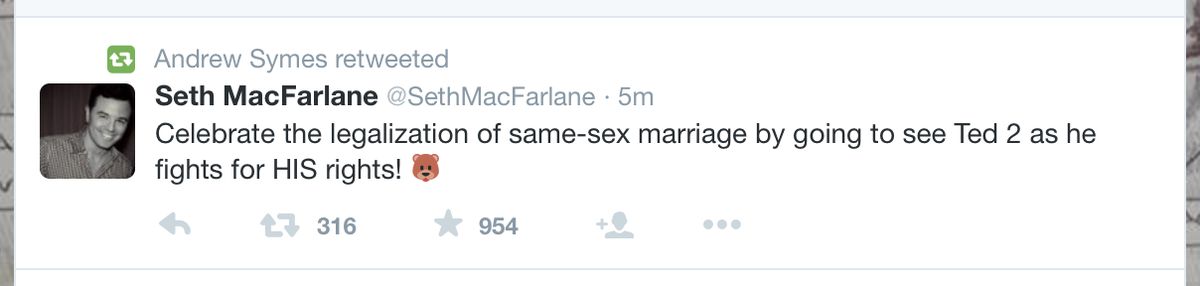 Andrew Symes retweeted
Seth MacFarlane @SethMacFarlane · 5m
Celebrate the legalization of same-sex marriage by going to see Ted 2 as he
fights for HIS rights! 🐻
316 954